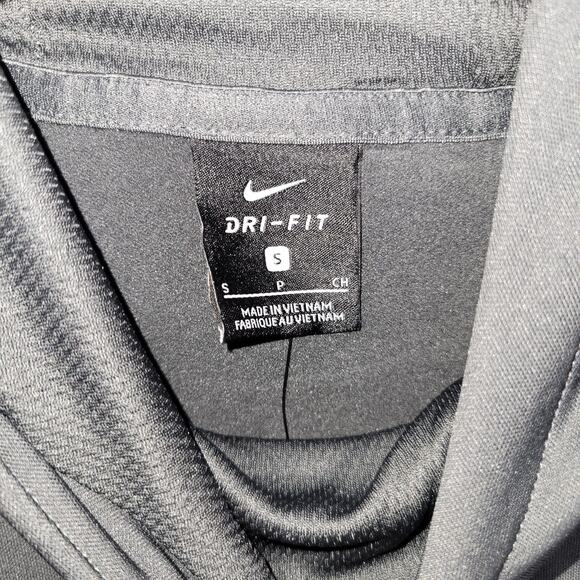 DRI-FIT
S
S P CH
MADE IN VIETNAM
FABRIQUE AU VIETNAM